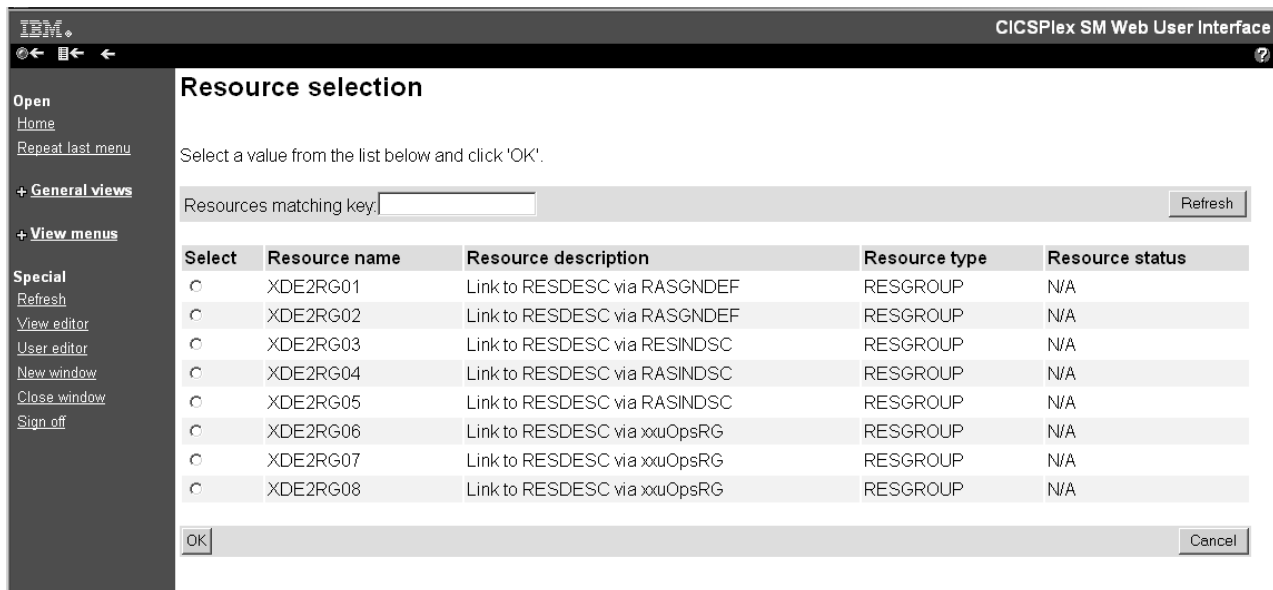 IBM.
CICSPlex SM Web User Interface
Open
Home
Repeat last menu
+ General views
+ View menus
Special
Refresh
View editor
User editor
New window
Close window
Sign off
Resource selection
Select a value from the list below and click 'OK'.
Resources matching key: Refresh
Select Resource name Resource description Resource type Resource status
XDE2RG01 Link to RESDESC via RASGNDEF RESGROUP N/A
XDE2RG02 Link to RESDESC via RASGNDEF RESGROUP N/A
XDE2RG03 Link to RESDESC via RESINDSC RESGROUP N/A
XDE2RG04 Link to RESDESC via RASINDSC RESGROUP N/A
XDE2RG05 Link to RESDESC via RASINDSC RESGROUP N/A
XDE2RG06 Link to RESDESC via xxuOpsRG RESGROUP N/A
XDE2RG07 Link to RESDESC via xxuOpsRG RESGROUP N/A
XDE2RG08 Link to RESDESC via xxuOpsRG RESGROUP N/A
OK Cancel